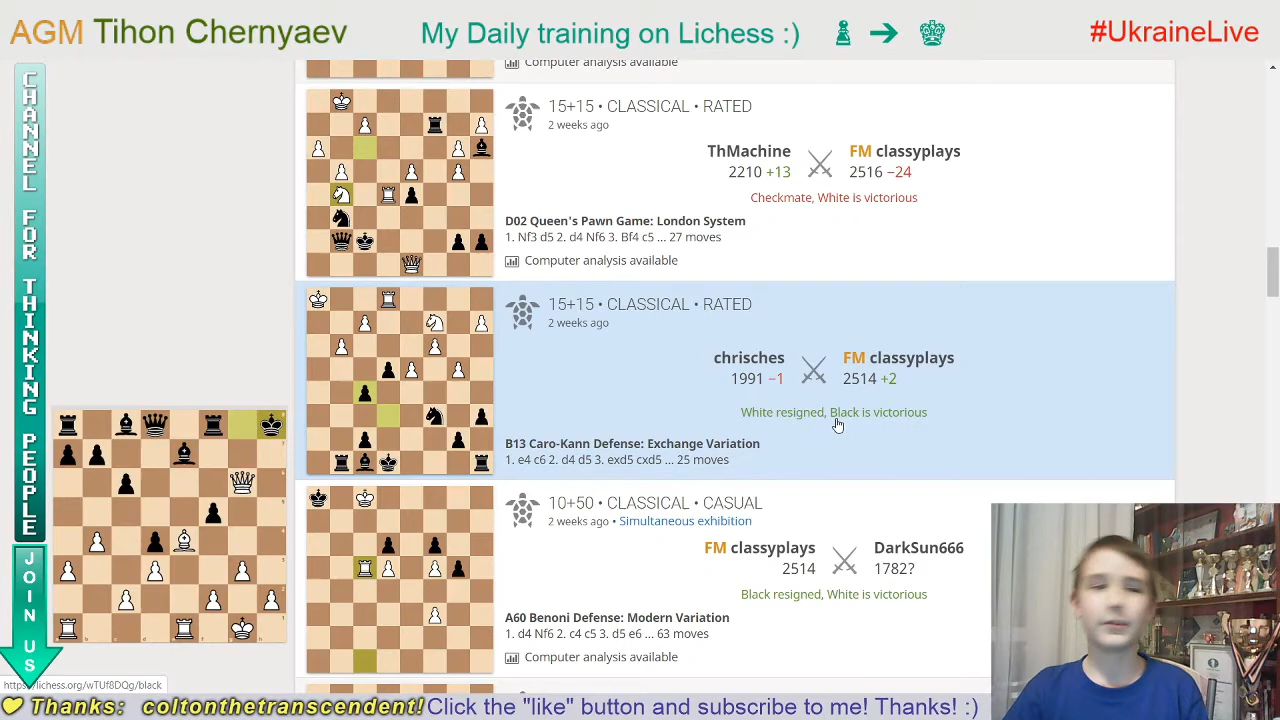 AGM Tihon Chernyaev
My Daily training on Lichess :)
#UkraineLive
CHANNEL FOR THINKING PEOPLE
JOIN US
Computer analysis available
15+15 • CLASSICAL • RATED
2 weeks ago
ThMachine
2210 +13
FM classyplays
2516 −24
Checkmate, White is victorious
D02 Queen's Pawn Game: London System
1. Nf3 d5 2. d4 Nf6 3. Bf4 c5 ... 27 moves
Computer analysis available
15+15 • CLASSICAL • RATED
2 weeks ago
chrisches
1991 −1
FM classyplays
2514 +2
White resigned, Black is victorious
B13 Caro-Kann Defense: Exchange Variation
1. e4 c6 2. d4 d5 3. exd5 cxd5 ... 25 moves
10+50 • CLASSICAL • CASUAL
2 weeks ago • Simultaneous exhibition
FM classyplays
2514
DarkSun666
1782?
Black resigned, White is victorious
A60 Benoni Defense: Modern Variation
1. d4 Nf6 2. c4 c5 3. d5 e6 ... 63 moves
Computer analysis available
https://lichess.org/wTUf8DQg/black
Thanks: coltonthetranscendent!
Click the "like" button and subscribe to me! Thanks! :)